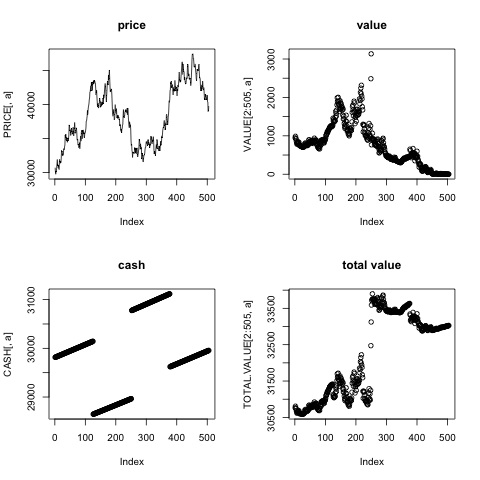 price
value
PRICE[, a]
30000
40000
0 100 200 300 400 500
Index
VALUE[2:505, a]
0 1000 2000 3000
0 100 200 300 400 500
Index
cash
total value
CASH[, a]
29000 30000 31000
0 100 200 300 400 500
Index
TOTAL.VALUE[2:505, a]
30500 31500 32500 33500
0 100 200 300 400 500
Index